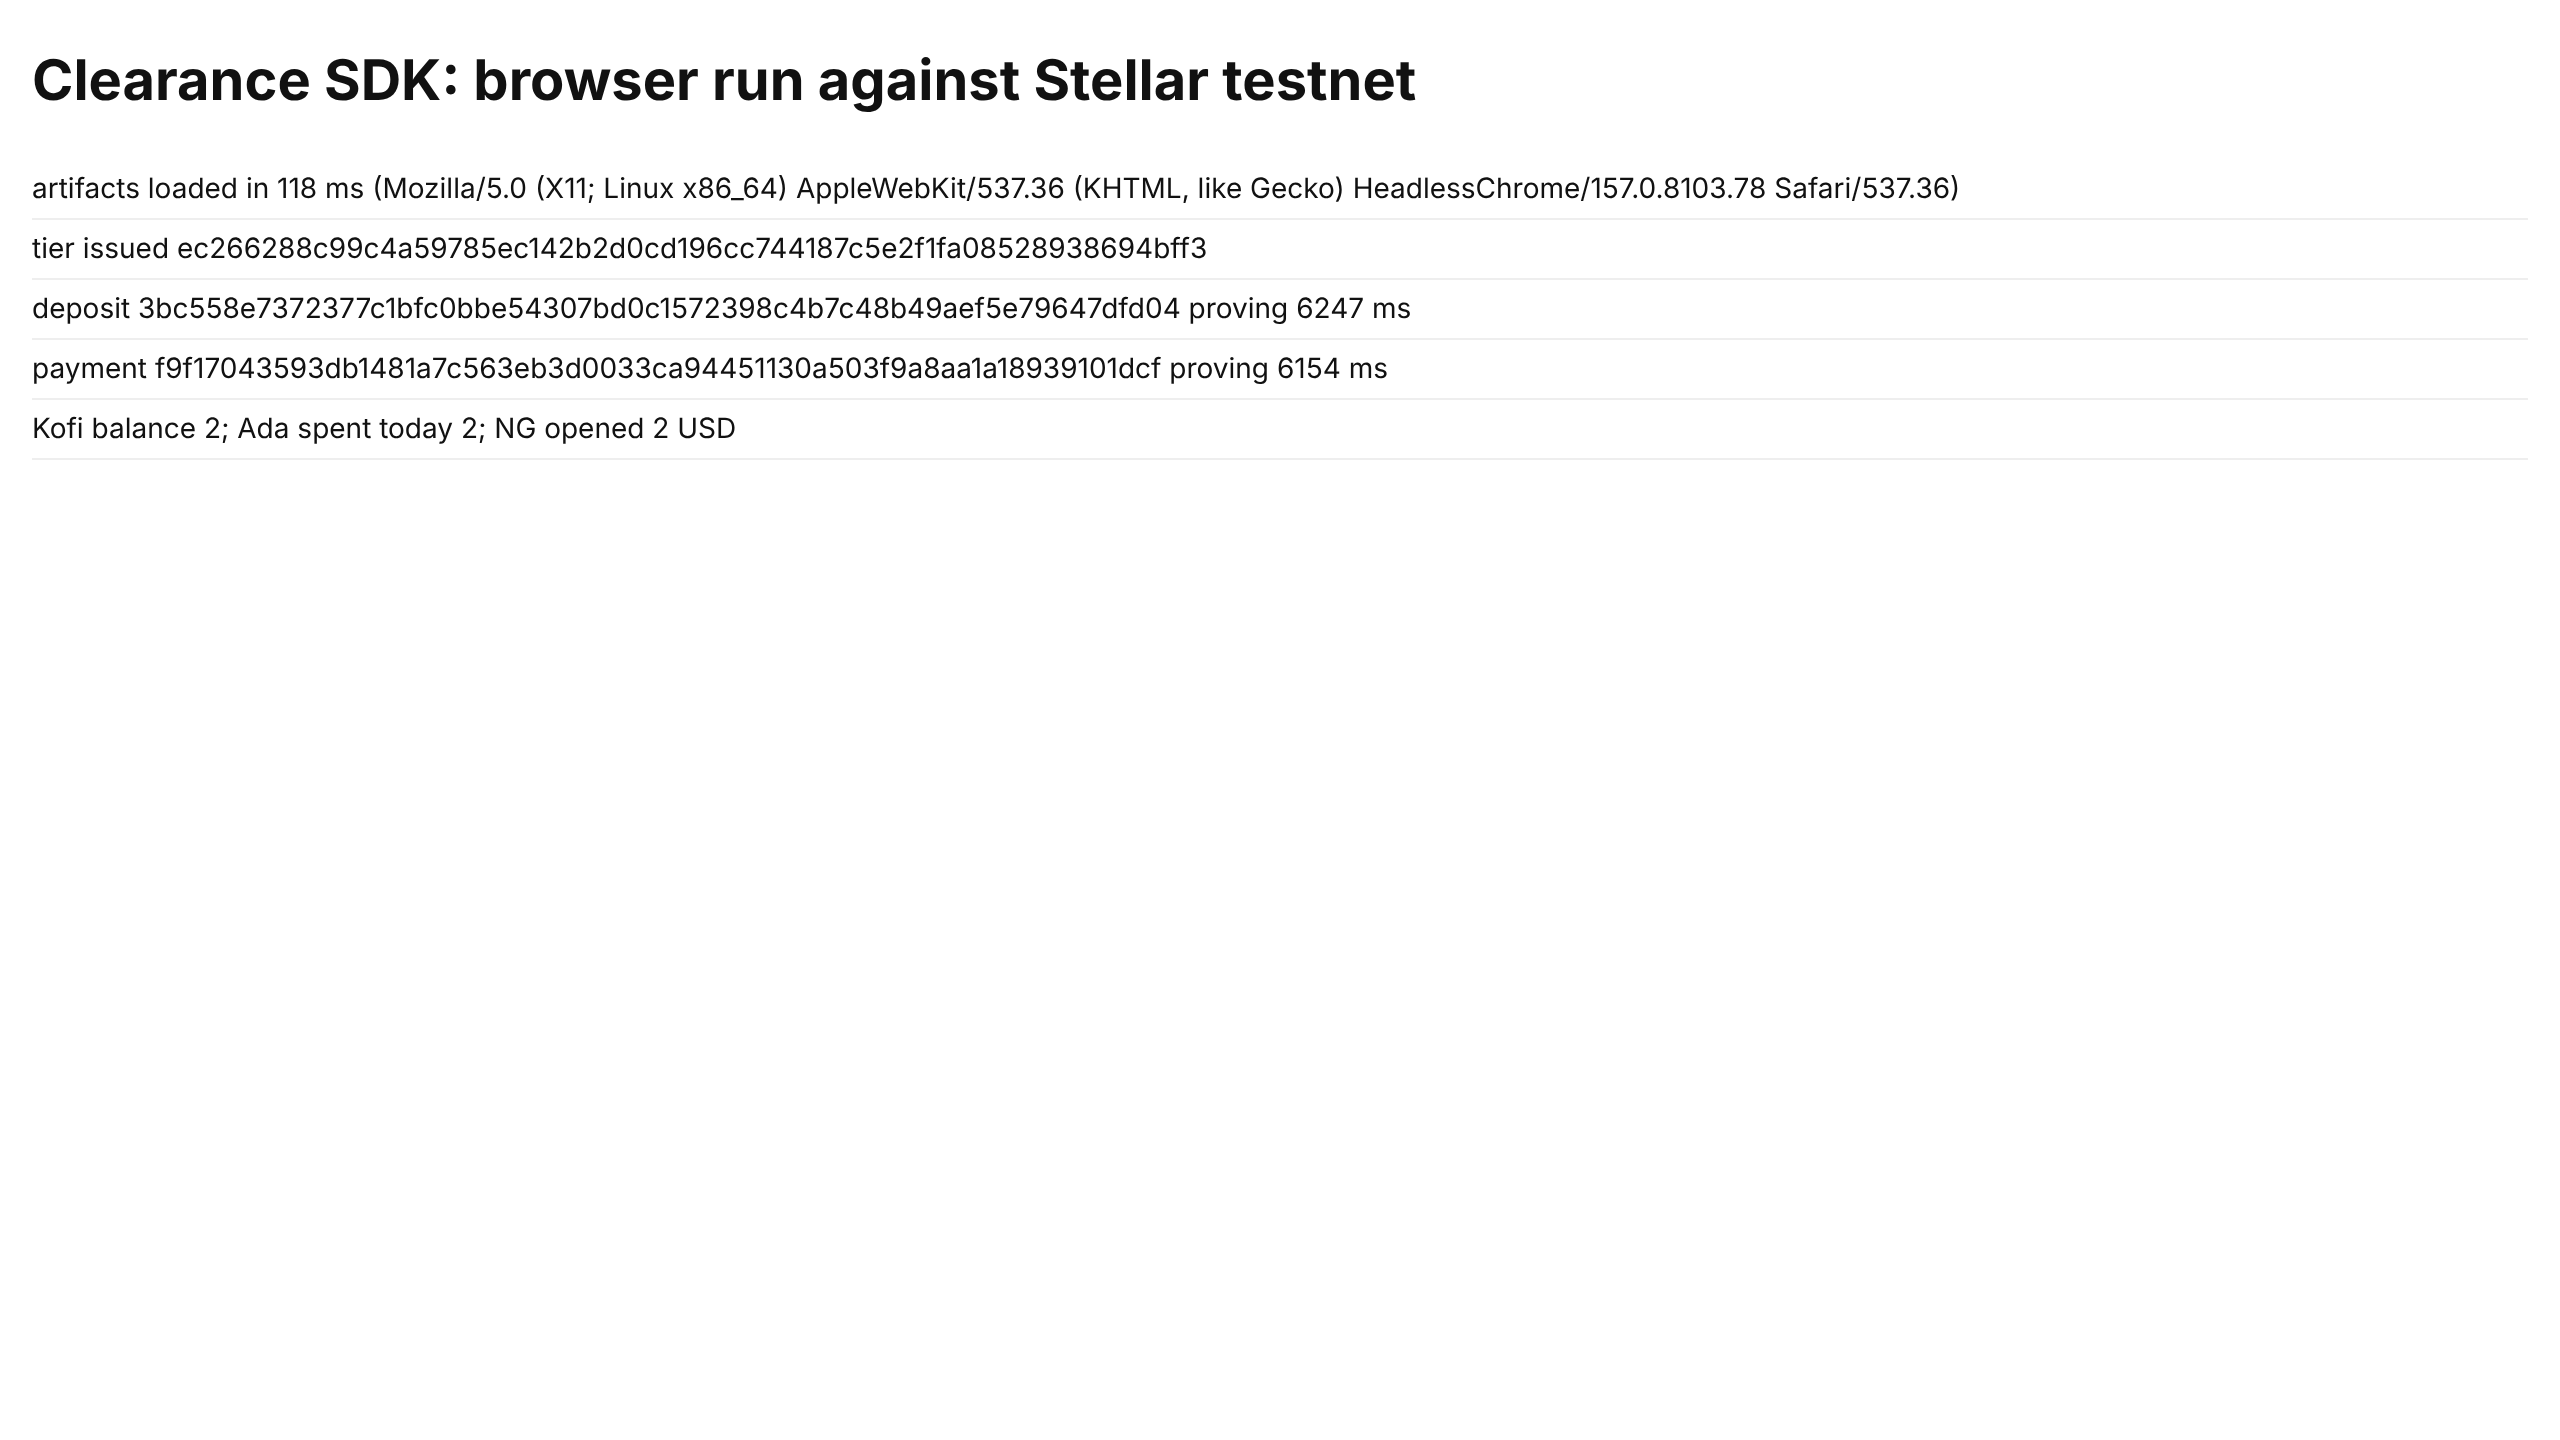 Clearance SDK: browser run against Stellar testnet
artifacts loaded in 118 ms (Mozilla/5.0 (X11; Linux x86_64) AppleWebKit/537.36 (KHTML, like Gecko) HeadlessChrome/157.0.8103.78 Safari/537.36)
tier issued ec266288c99c4a59785ec142b2d0cd196cc744187c5e2f1fa08528938694bff3
deposit 3bc558e7372377c1bfc0bbe54307bd0c1572398c4b7c48b49aef5e79647dfd04 proving 6247 ms
payment f9f17043593db1481a7c563eb3d0033ca94451130a503f9a8aa1a18939101dcf proving 6154 ms
Kofi balance 2; Ada spent today 2; NG opened 2 USD